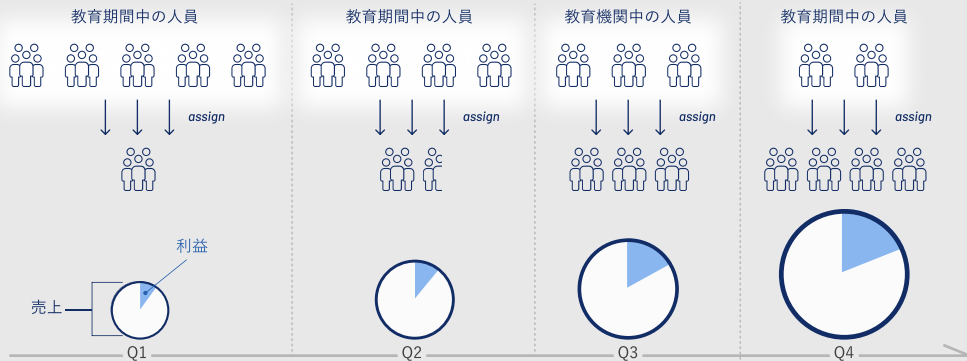 教育期間中の人員
教育期間中の人員
教育機関中の人員
教育期間中の人員
assign
assign
assign
assign
利益
売上
Q1
Q2
Q3
Q4